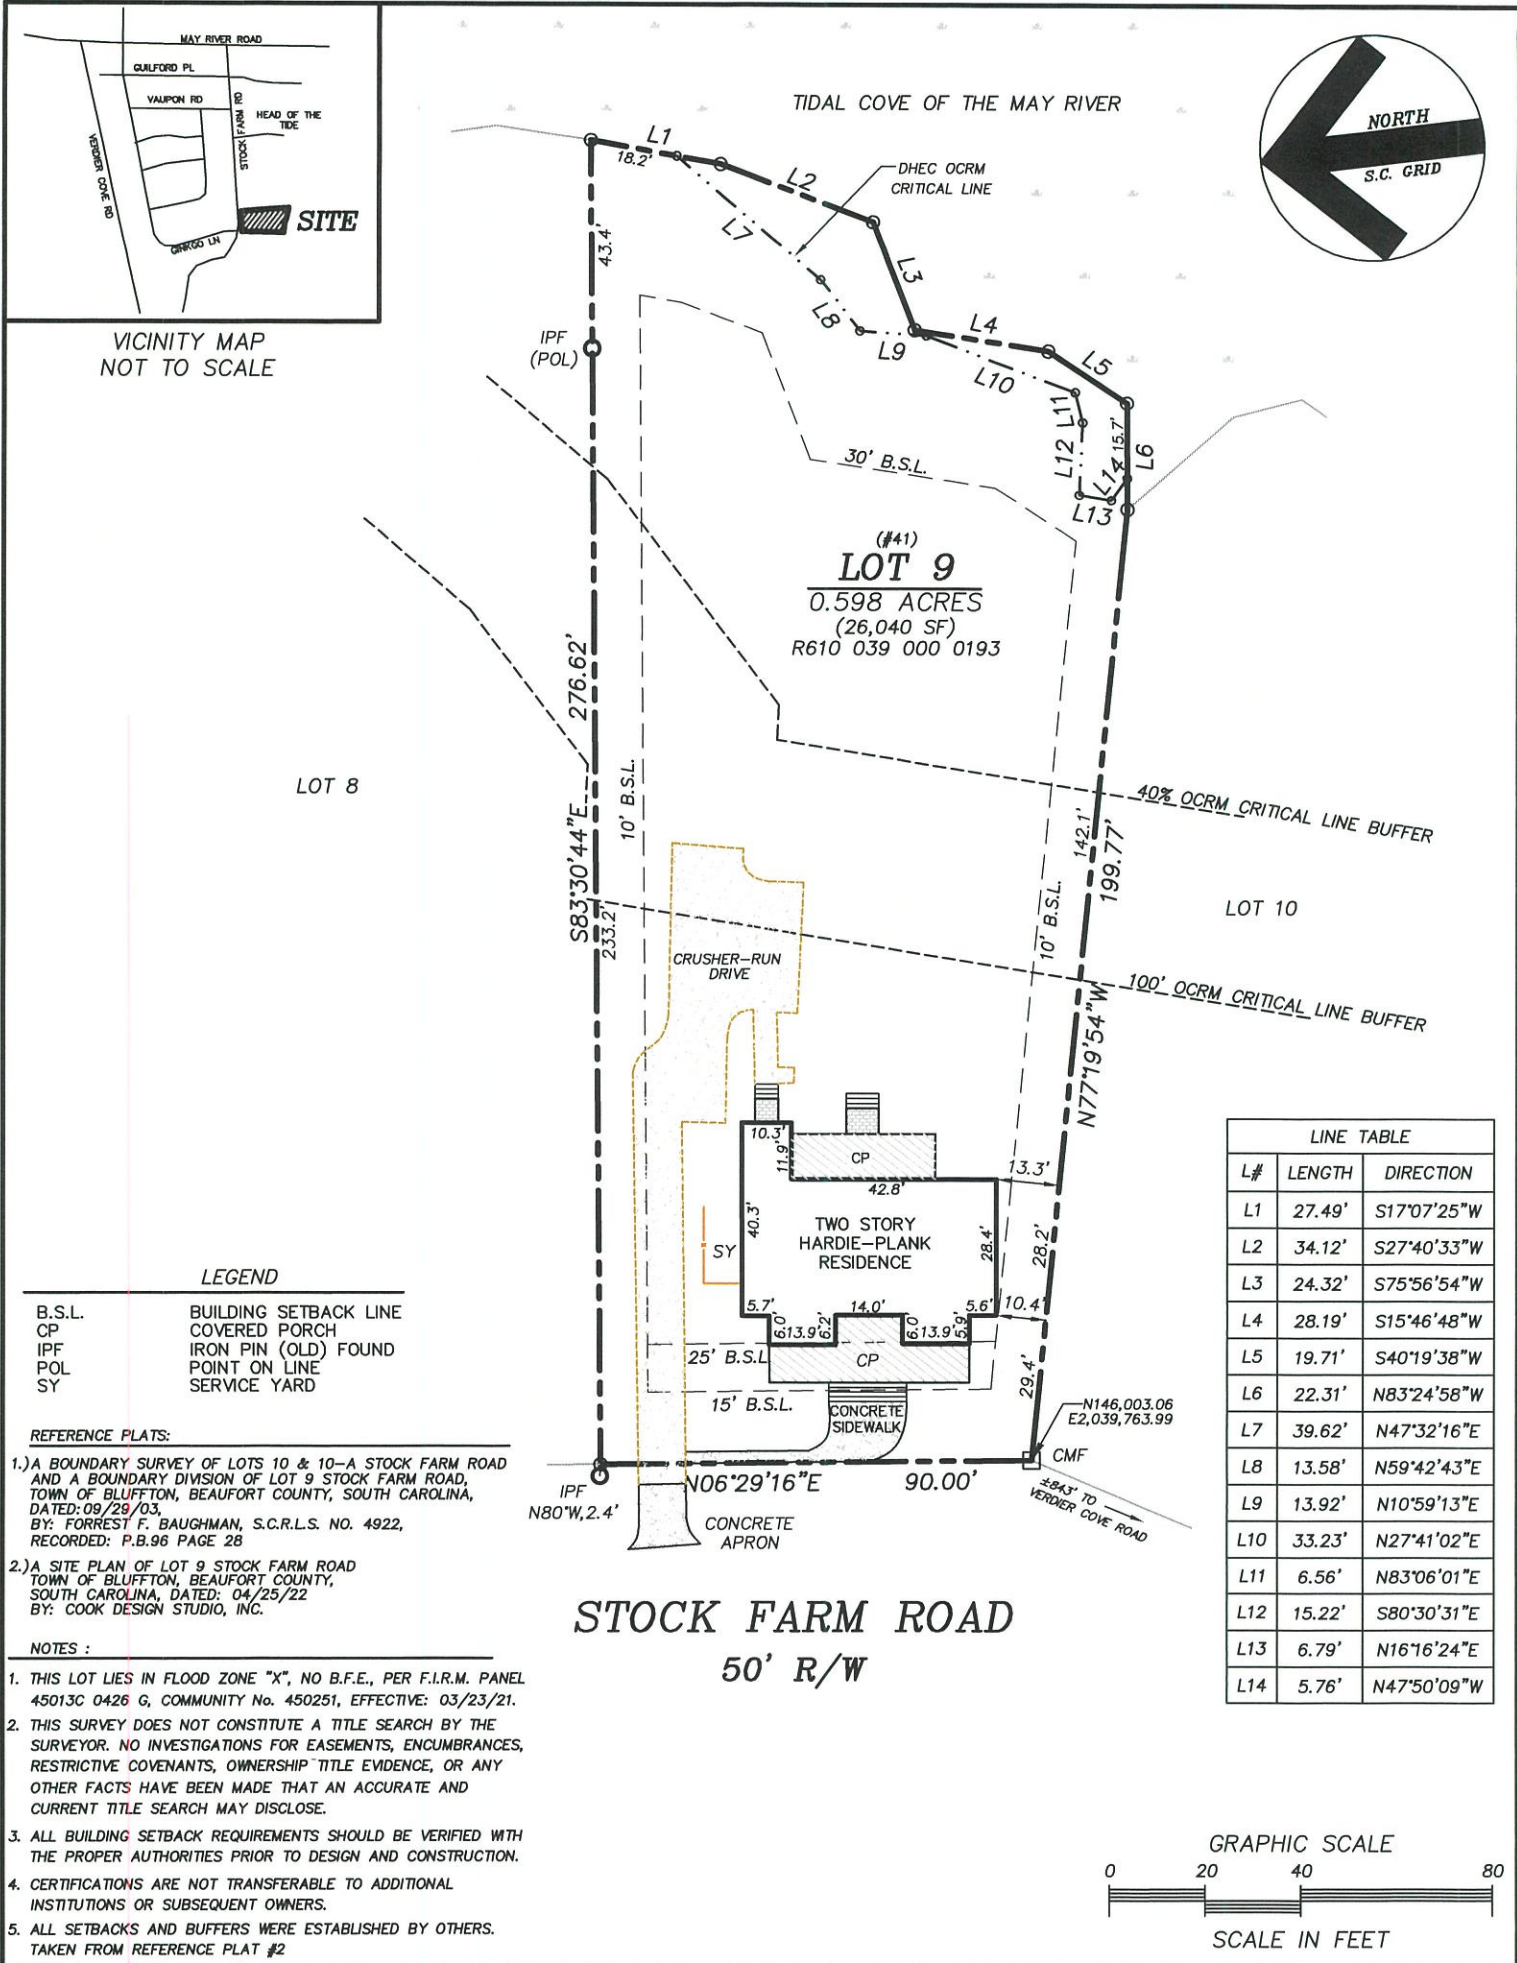 MAY RIVER ROAD
GUILFORD PL
VAUPON RD
STOCK FARM RD
HEAD OF THE
TIDE
VERDIER COVE RD
SITE
GINKGO LN
VICINITY MAP
NOT TO SCALE
TIDAL COVE OF THE MAY RIVER
NORTH
S.C. GRID
L1
18.2'
L2
DHEC OCRM
CRITICAL LINE
L7
L3
43.4'
L8
L9
L4
L10
L5
L11
15.7'
L6
L12
L14
L13
IPF
(POL)
30' B.S.L.
(#41)
LOT 9
0.598 ACRES
(26,040 SF)
R610 039 000 0193
276.62'
S83°30'44"E
233.2'
10' B.S.L.
LOT 8
40% OCRM CRITICAL LINE BUFFER
142.1'
199.77'
10' B.S.L.
LOT 10
CRUSHER-RUN
DRIVE
100' OCRM CRITICAL LINE BUFFER
N77°19'54"W
10.3'
11.9'
CP
42.8'
13.3'
40.3'
TWO STORY
HARDIE-PLANK
RESIDENCE
28.4'
28.2'
SY
5.7'
14.0'
5.6'
10.4'
6.0'
13.9'
6.2'
6.0'
13.9'
5.9'
25' B.S.L.
CP
29.4'
15' B.S.L.
CONCRETE
SIDEWALK
N146,003.06
E2,039,763.99
CMF
IPF
N80°W,2.4'
N06°29'16"E
90.00'
±843' TO
VERDIER COVE ROAD
CONCRETE
APRON
STOCK FARM ROAD
50' R/W
LEGEND
B.S.L. BUILDING SETBACK LINE
CP COVERED PORCH
IPF IRON PIN (OLD) FOUND
POL POINT ON LINE
SY SERVICE YARD
REFERENCE PLATS:
1.)A BOUNDARY SURVEY OF LOTS 10 & 10-A STOCK FARM ROAD
AND A BOUNDARY DIVISION OF LOT 9 STOCK FARM ROAD,
TOWN OF BLUFFTON, BEAUFORT COUNTY, SOUTH CAROLINA,
DATED: 09/29/03,
BY: FORREST F. BAUGHMAN, S.C.R.L.S. NO. 4922,
RECORDED: P.B.96 PAGE 28
2.)A SITE PLAN OF LOT 9 STOCK FARM ROAD
TOWN OF BLUFFTON, BEAUFORT COUNTY,
SOUTH CAROLINA, DATED: 04/25/22
BY: COOK DESIGN STUDIO, INC.
NOTES :
1. THIS LOT LIES IN FLOOD ZONE "X", NO B.F.E., PER F.I.R.M. PANEL
45013C 0426 G, COMMUNITY No. 450251, EFFECTIVE: 03/23/21.
2. THIS SURVEY DOES NOT CONSTITUTE A TITLE SEARCH BY THE
SURVEYOR. NO INVESTIGATIONS FOR EASEMENTS, ENCUMBRANCES,
RESTRICTIVE COVENANTS, OWNERSHIP TITLE EVIDENCE, OR ANY
OTHER FACTS HAVE BEEN MADE THAT AN ACCURATE AND
CURRENT TITLE SEARCH MAY DISCLOSE.
3. ALL BUILDING SETBACK REQUIREMENTS SHOULD BE VERIFIED WITH
THE PROPER AUTHORITIES PRIOR TO DESIGN AND CONSTRUCTION.
4. CERTIFICATIONS ARE NOT TRANSFERABLE TO ADDITIONAL
INSTITUTIONS OR SUBSEQUENT OWNERS.
5. ALL SETBACKS AND BUFFERS WERE ESTABLISHED BY OTHERS.
TAKEN FROM REFERENCE PLAT #2
LINE TABLE
L# LENGTH DIRECTION
L1 27.49' S17°07'25"W
L2 34.12' S27°40'33"W
L3 24.32' S75°56'54"W
L4 28.19' S15°46'48"W
L5 19.71' S40°19'38"W
L6 22.31' N83°24'58"W
L7 39.62' N47°32'16"E
L8 13.58' N59°42'43"E
L9 13.92' N10°59'13"E
L10 33.23' N27°41'02"E
L11 6.56' N83°06'01"E
L12 15.22' S80°30'31"E
L13 6.79' N16°16'24"E
L14 5.76' N47°50'09"W
GRAPHIC SCALE
0 20 40 80
SCALE IN FEET